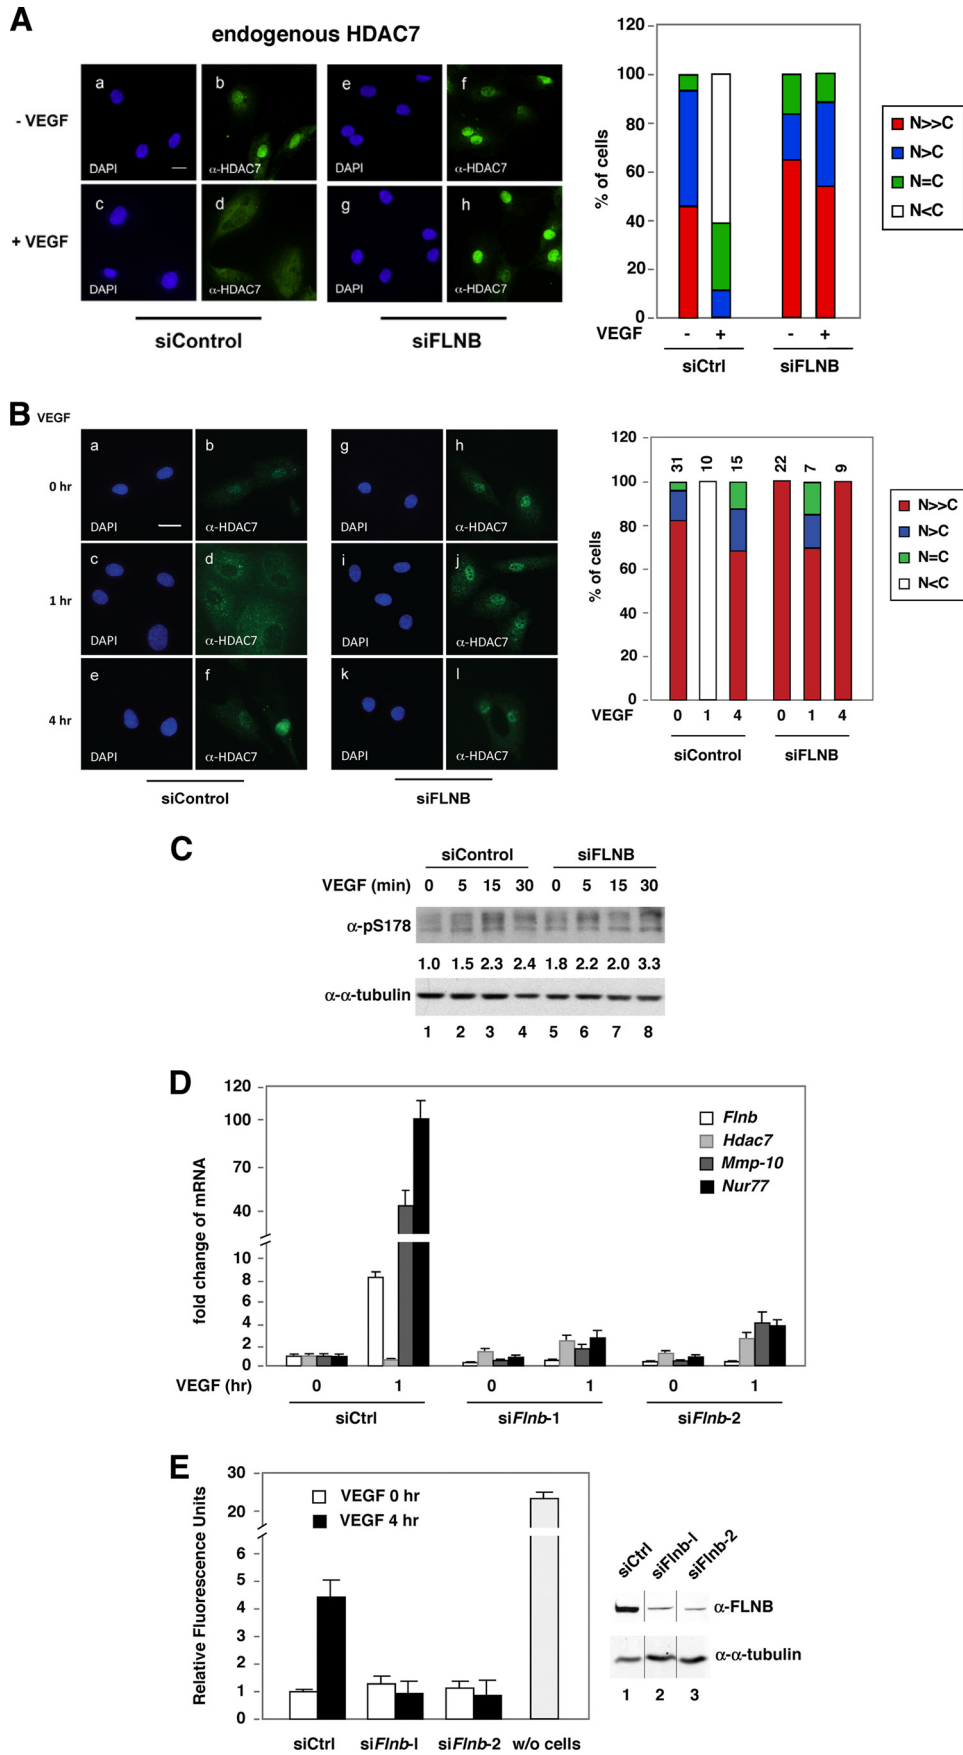 A
endogenous HDAC7
- VEGF
+ VEGF
a
DAPI
b
α-HDAC7
e
DAPI
f
α-HDAC7
c
DAPI
d
α-HDAC7
g
DAPI
h
α-HDAC7
siControl
siFLNB
% of cells
120
100
80
60
40
20
0
VEGF - + - +
siCtrl siFLNB
N>>C
N>C
N=C
N<C
B
VEGF
0 hr
1 hr
4 hr
a
DAPI
b
α-HDAC7
g
DAPI
h
α-HDAC7
c
DAPI
d
α-HDAC7
i
DAPI
j
α-HDAC7
e
DAPI
f
α-HDAC7
k
DAPI
l
α-HDAC7
siControl
siFLNB
% of cells
120
100
80
60
40
20
0
31 10 15 22 7 9
VEGF 0 1 4 0 1 4
siControl siFLNB
N>>C
N>C
N=C
N<C
C
siControl siFLNB
VEGF (min) 0 5 15 30 0 5 15 30
α-pS178
1.0 1.5 2.3 2.4 1.8 2.2 2.0 3.3
α-α-tubulin
1 2 3 4 5 6 7 8
D
fold change of mRNA
120
100
70
40
10
8
6
4
2
0
Flnb
Hdac7
Mmp-10
Nur77
VEGF (hr) 0 1 0 1 0 1
siCtrl siFlnb-1 siFlnb-2
E
Relative Fluorescence Units
30
20
6
5
4
3
2
1
0
VEGF 0 hr
VEGF 4 hr
siCtrl siFlnb-I siFlnb-2 w/o cells
siCtrl siFlnb-I siFlnb-2
α-FLNB
α-α-tubulin
1 2 3